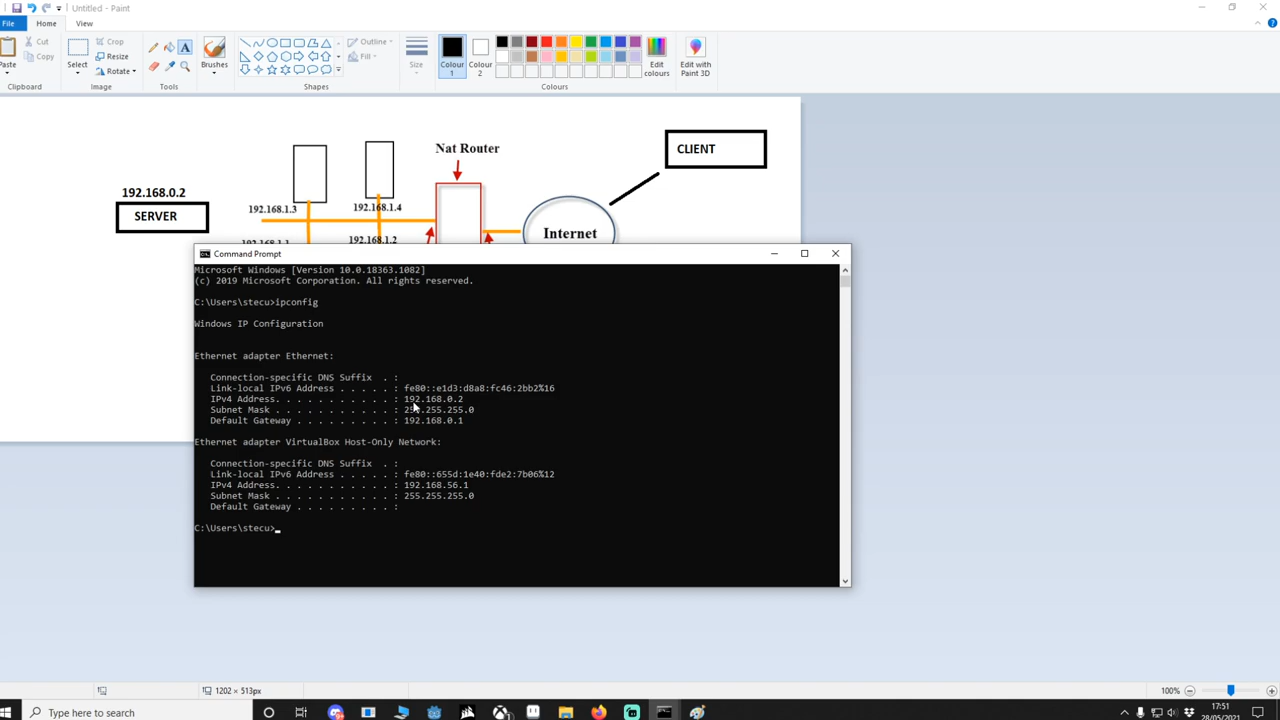 Untitled - Paint
File
Home
View
Paste
Cut
Copy
Clipboard
Select
Crop
Resize
Rotate
Image
A
Tools
Brushes
Shapes
Outline
Fill
Size
Colour 1
Colour 2
Colours
Edit colours
Edit with Paint 3D
192.168.0.2
SERVER
192.168.1.3
192.168.1.4
192.168.1.2
Nat Router
Internet
CLIENT
Command Prompt
Microsoft Windows [Version 10.0.18363.1082]
(c) 2019 Microsoft Corporation. All rights reserved.
C:\Users\stecu>ipconfig
Windows IP Configuration
Ethernet adapter Ethernet:
Connection-specific DNS Suffix . :
Link-local IPv6 Address . . . . . : fe80::e1d3:d8a8:fc46:2bb2%16
IPv4 Address. . . . . . . . . . . : 192.168.0.2
Subnet Mask . . . . . . . . . . . : 255.255.255.0
Default Gateway . . . . . . . . . : 192.168.0.1
Ethernet adapter VirtualBox Host-Only Network:
Connection-specific DNS Suffix . :
Link-local IPv6 Address . . . . . : fe80::655d:1e40:fde2:7b06%12
IPv4 Address. . . . . . . . . . . : 192.168.56.1
Subnet Mask . . . . . . . . . . . : 255.255.255.0
Default Gateway . . . . . . . . . :
C:\Users\stecu>
1202 × 513px
100%
Type here to search
17:51
28/05/2021